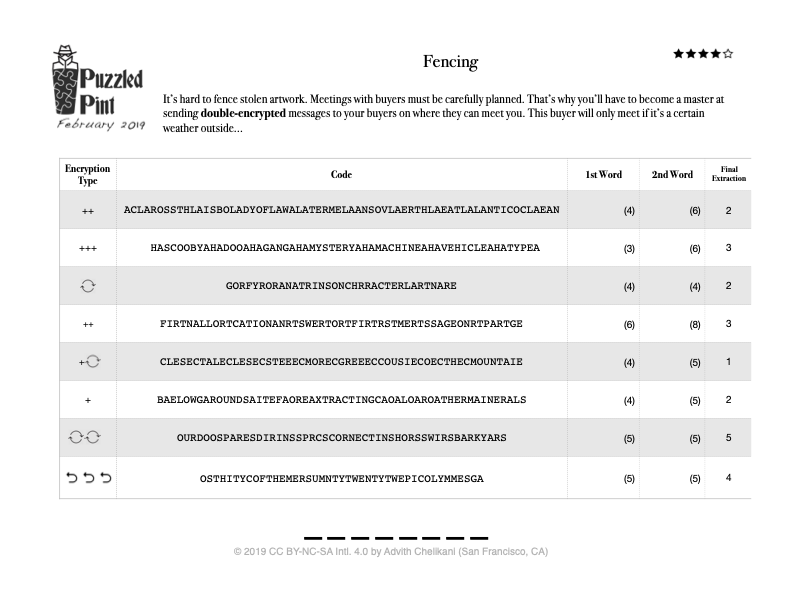 Puzzled
Pint
February 2019
Fencing
It's hard to fence stolen artwork. Meetings with buyers must be carefully planned. That's why you'll have to become a master at
sending double-encrypted messages to your buyers on where they can meet you. This buyer will only meet if it's a certain
weather outside...
Encryption Type Code 1st Word 2nd Word Final Extraction
++ ACLAROSSTHLAISBOLADYOFLAWALATERMELAANSOVLAERTHLAEATLALANTICOCLAEAN (4) (6) 2
+++ HASCOOBYAHADOOAHAGANGAHAMYSTERYAHAMACHINEAHAVEHICLEAHATYPEA (3) (6) 3
GORFYRORANATRINSONCHRRACTERLARTNARE (4) (4) 2
++ FIRTNALLORTCATIONANRTSWERTORTFIRTRSTMERTSSAGEONRTPARTGE (6) (8) 3
+ CLESECTALECLESECSTEEECMORECGREEECCOUSIECOECTHECMOUNTAIE (4) (5) 1
+ BAELOWGAROUNDSAITEFAOREAXTRACTINGCAOALOAROATHERMAINERALS (4) (5) 2
OURDOOSPARESDIRINSSPRCSCORNECTINSHORSSWIRSBARKYARS (5) (5) 5
OSTHITYCOFTHEMERSUMNTYTWENTYTWEPICOLYMMESGA (5) (5) 4
© 2019 CC BY-NC-SA Intl. 4.0 by Advith Chelikani (San Francisco, CA)